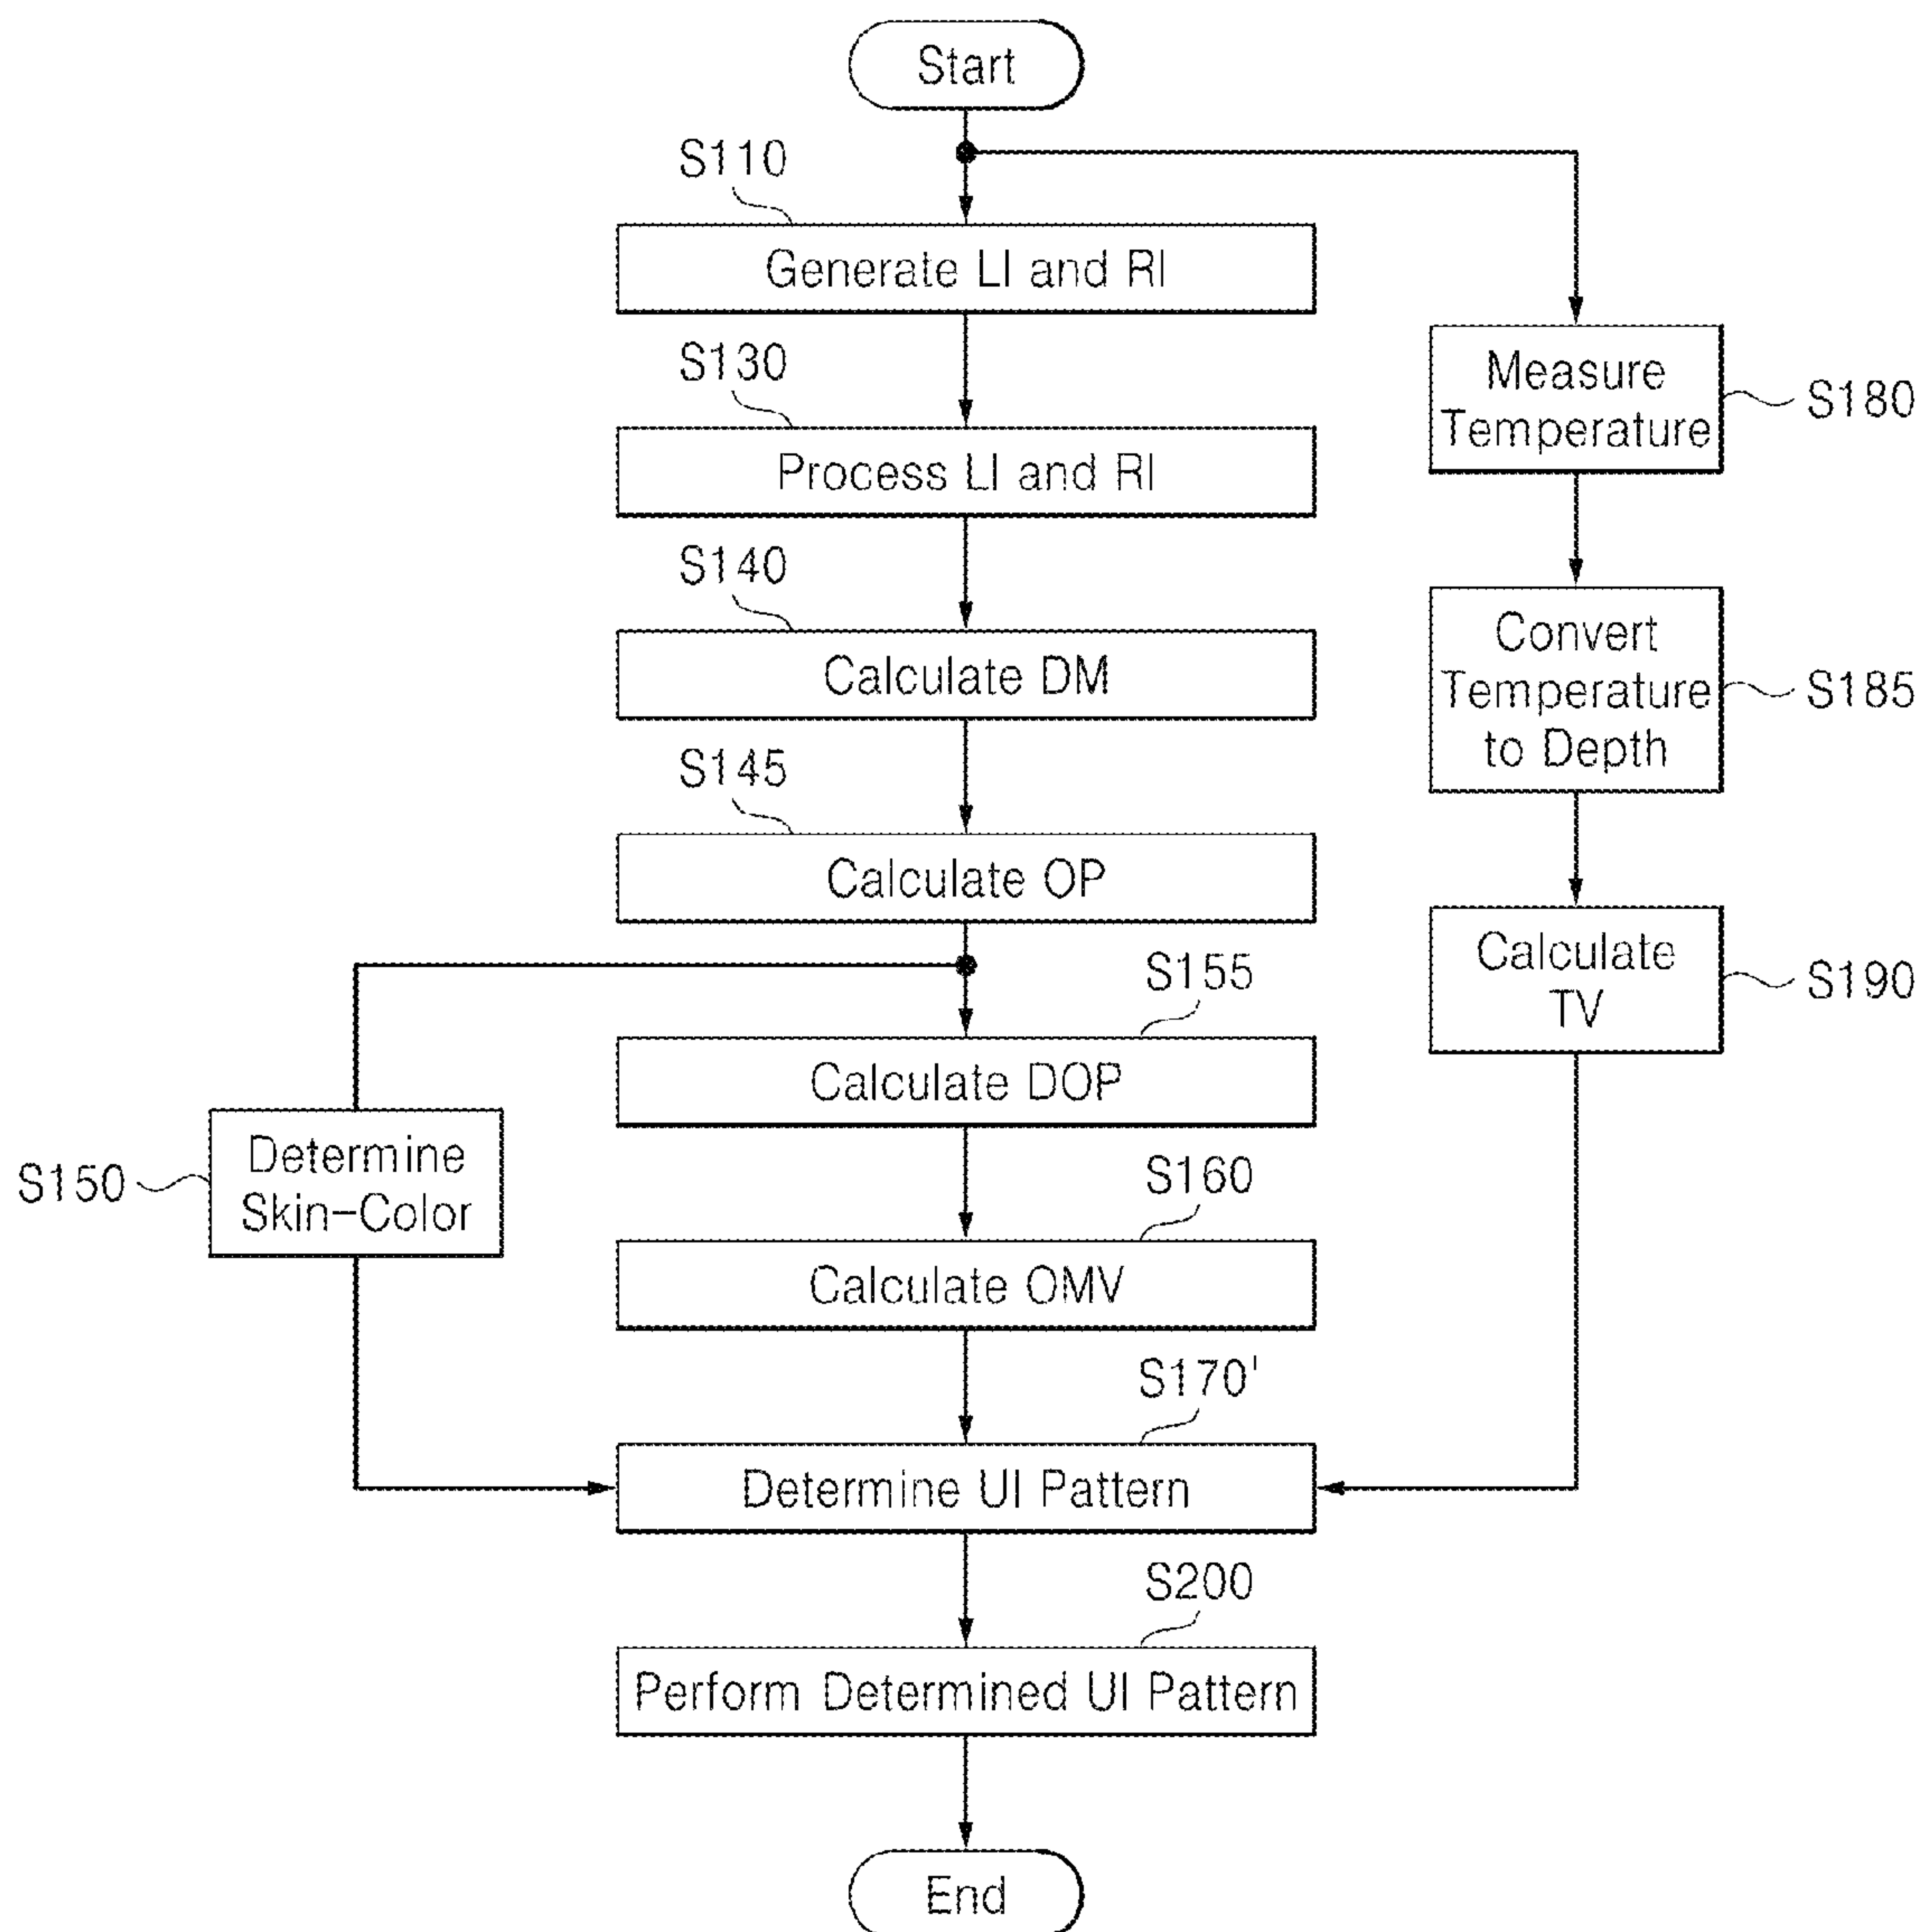 Start
S110
Generate LI and RI
S130
Process LI and RI
Measure
Temperature
S180
S140
Calculate DM
Convert
Temperature
to Depth
S185
S145
Calculate OP
Calculate
TV
S190
S155
Calculate DOP
S150
Determine
Skin-Color
S160
Calculate OMV
S170'
Determine UI Pattern
S200
Perform Determined UI Pattern
End